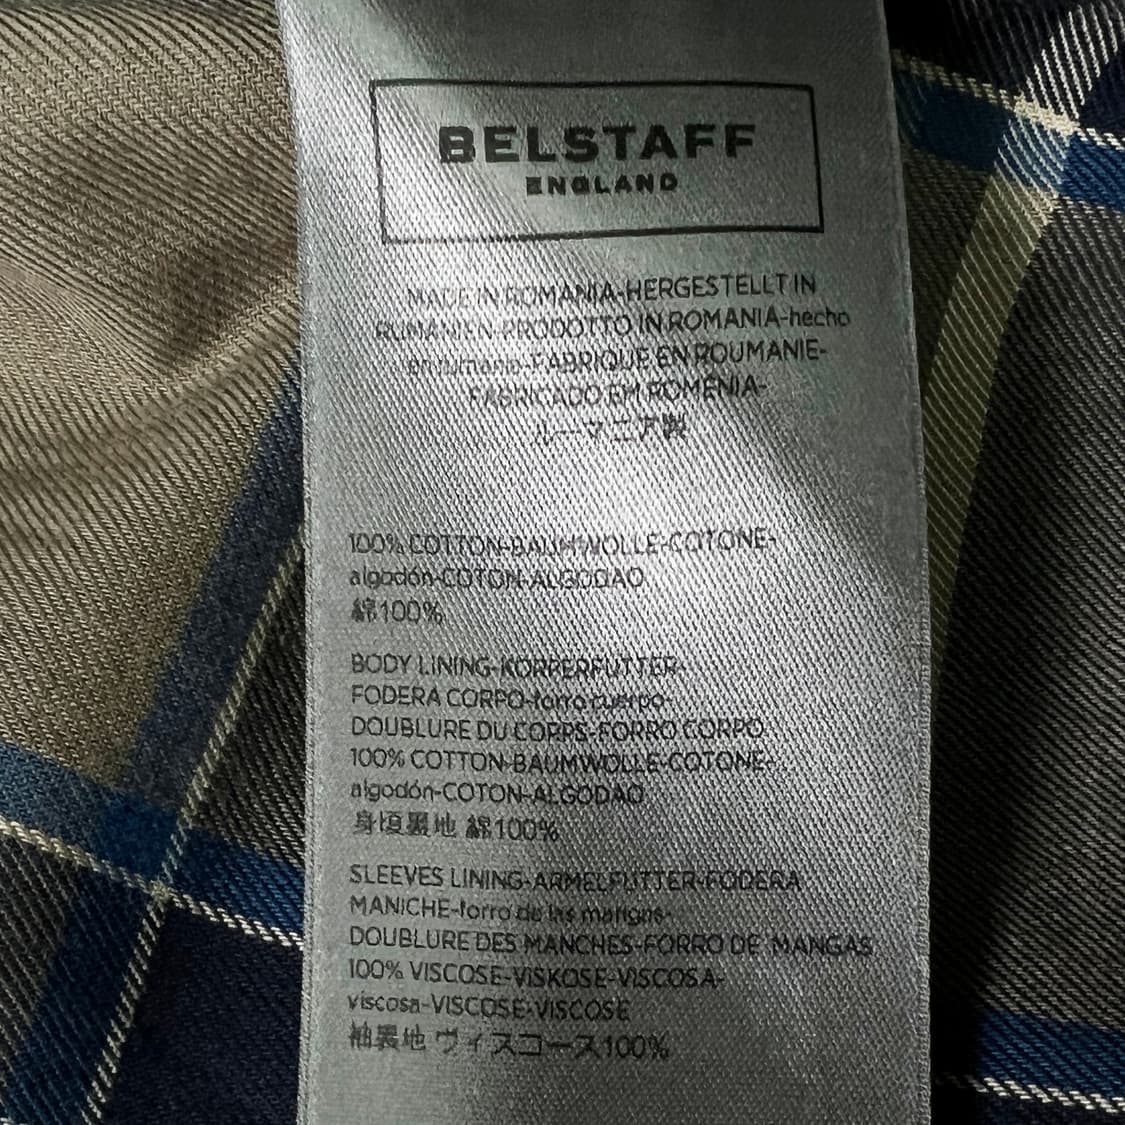 BELSTAFF
ENGLAND
MADE IN ROMANIA-HERGESTELLT IN
RUMÄNIEN-PRODOTTO IN ROMANIA-hecho
en rumania-FABRIQUE EN ROUMANIE-
FABRICADO EM ROMENIA-
ルーマニア製
100% COTTON-BAUMWOLLE-COTONE-
algodón-COTON-ALGODAO
綿100%
BODY LINING-KORPERFUTTER-
FODERA CORPO-forro cuerpo-
DOUBLURE DU CORPS-FORRO CORPO
100% COTTON-BAUMWOLLE-COTONE-
algodón-COTON-ALGODAO
身頃裏地 綿100%
SLEEVES LINING-ARMELFUTTER-FODERA
MANICHE-forro de las mangas-
DOUBLURE DES MANCHES-FORRO DE MANGAS
100% VISCOSE-VISKOSE-VISCOSA-
viscosa-VISCOSE-VISCOSE
袖裏地 ヴィスコース100%